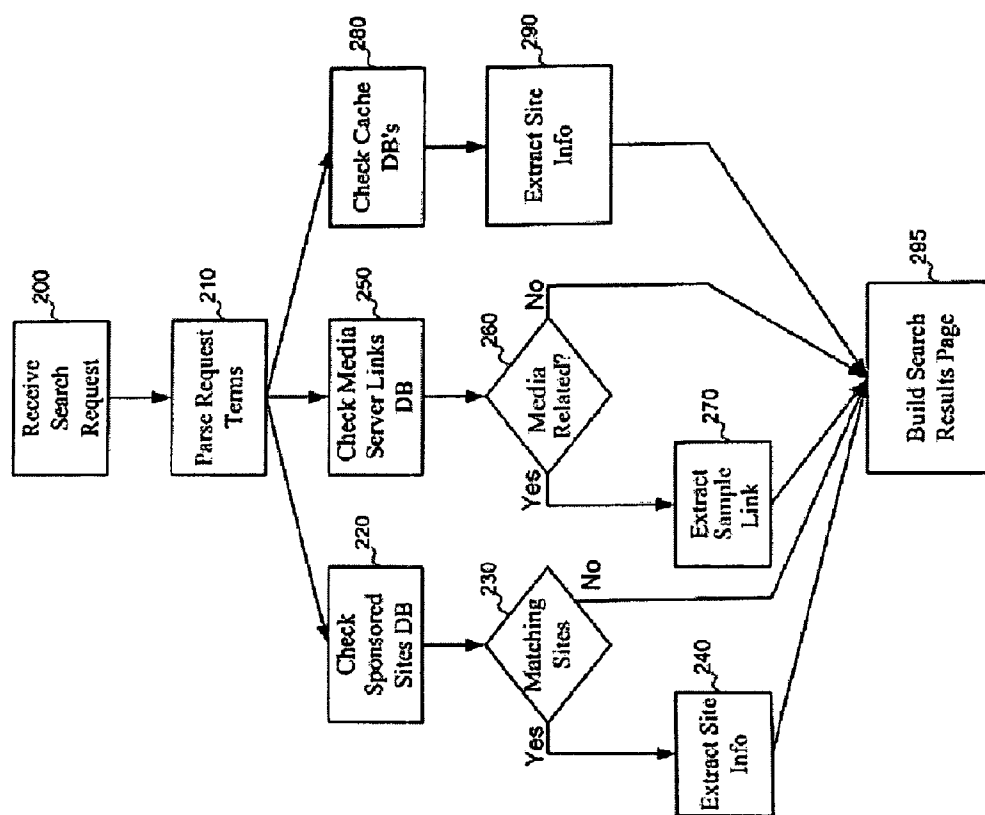 200
Receive
Search
Request
210
Parse Request
Terms
220
Check
Sponsored
Sites DB
250
Check Media
Server Links
DB
280
Check Cache
DB's
230
Matching
Sites
Yes
No
260
Media
Related?
Yes
No
290
Extract Site
Info
240
Extract Site
Info
270
Extract
Sample
Link
295
Build Search
Results Page